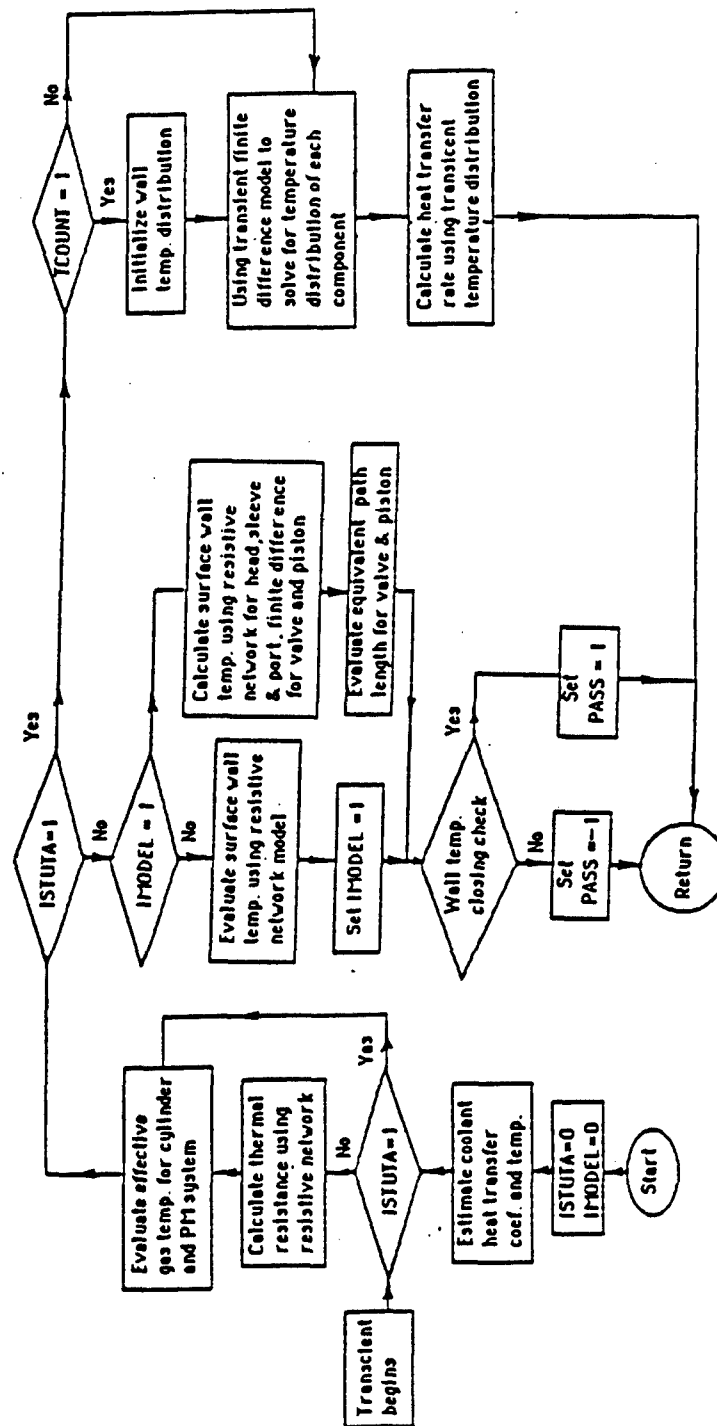 Start
ISTUTA=0
IMODEL=0
Estimate coolant
heat transfer
coef. and temp.
Transcient
begins
ISTUTA=1
No
Yes
Calculate thermal
resistance using
resistive network
Evaluate effective
gas temp. for cylinder
and PM system
ISTUTA=1
Yes
No
IMODEL = 1
No
Evaluate surface wall
temp. using resistive
network model
Set IMODEL =1
Calculate surface wall
temp. using resistive
network for head,sleeve
& port, finite difference
for valve and piston
Evaluate equivalent path
length for valve & piston
Wall temp.
closing check
Yes
No
Set
PASS =-1
Set
PASS = 1
Return
TCOUNT = 1
No
Yes
Initialize wall
temp. distribution
Using transient finite
difference model to
solve for temperature
distribution of each
component
Calculate heat transfer
rate using transicent
temperature distribution